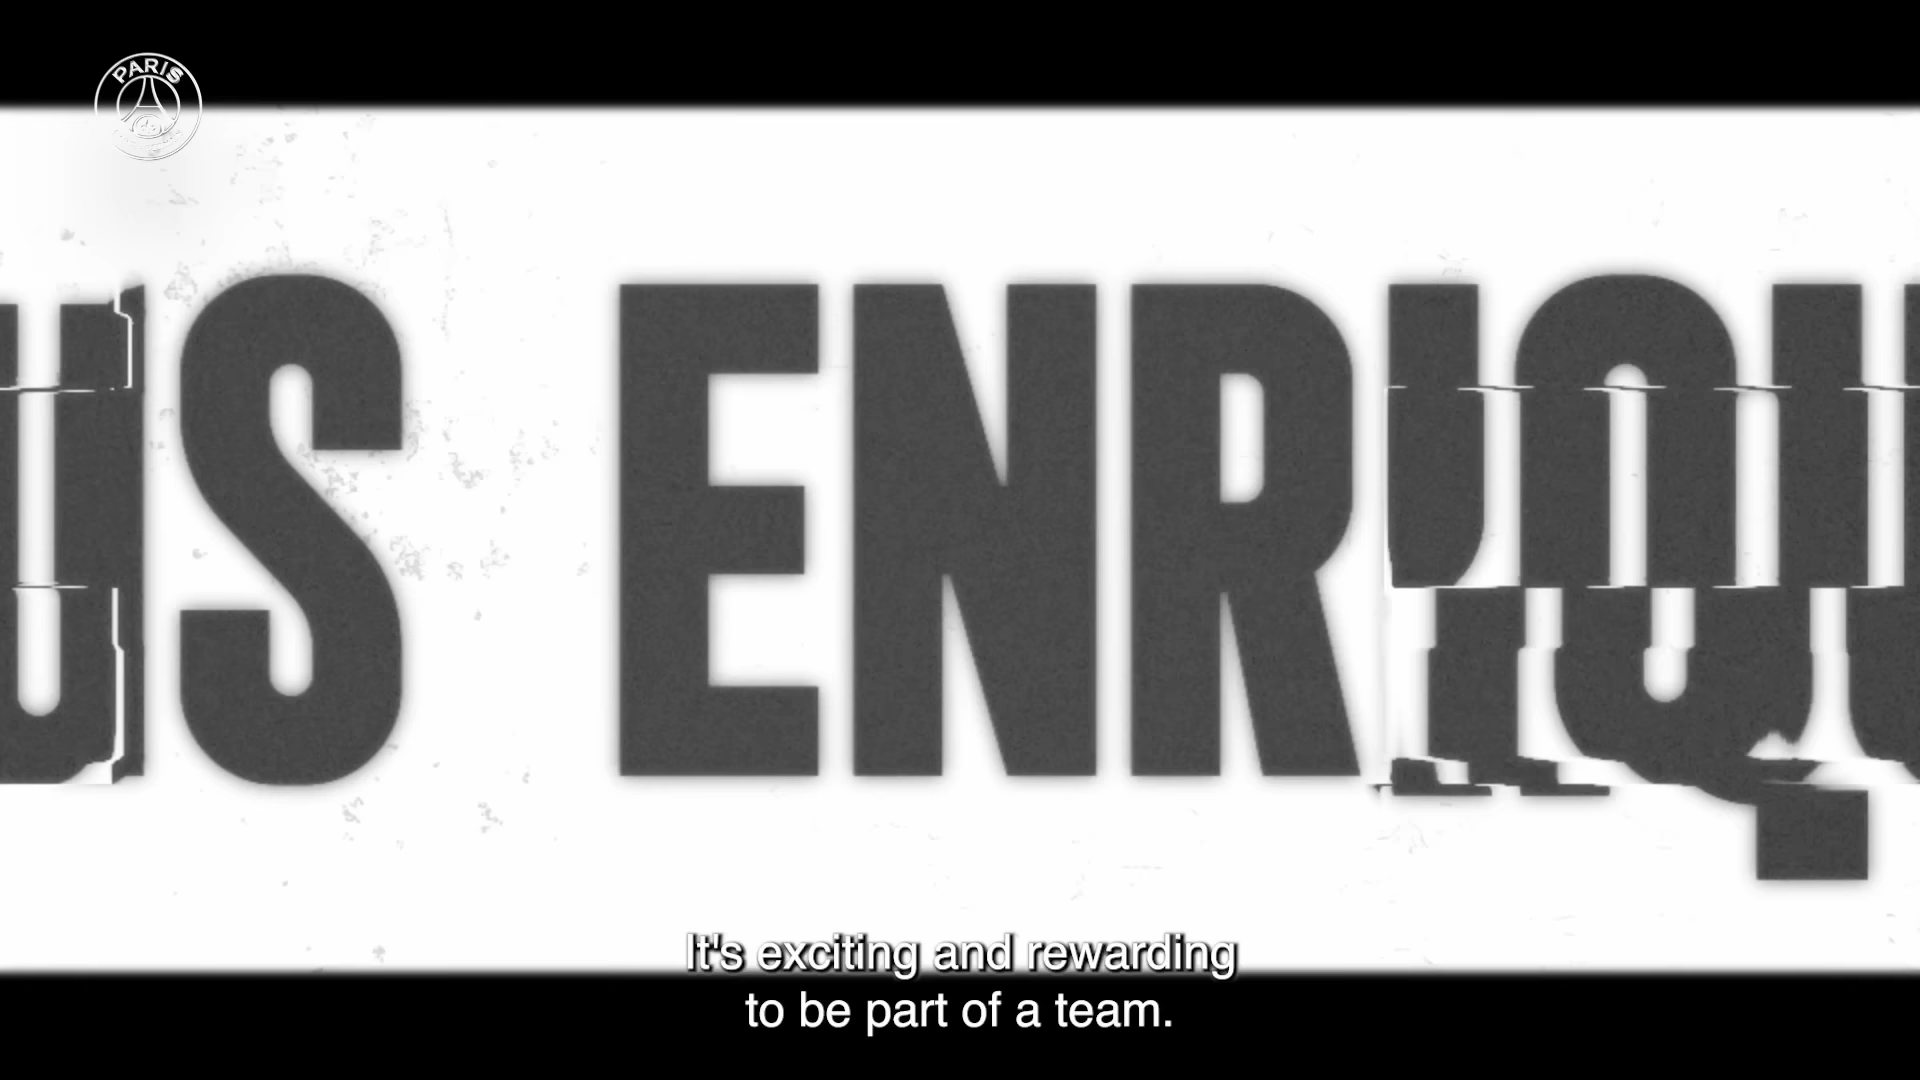 PARIS
US ENRIQU
It's exciting and rewarding
to be part of a team.